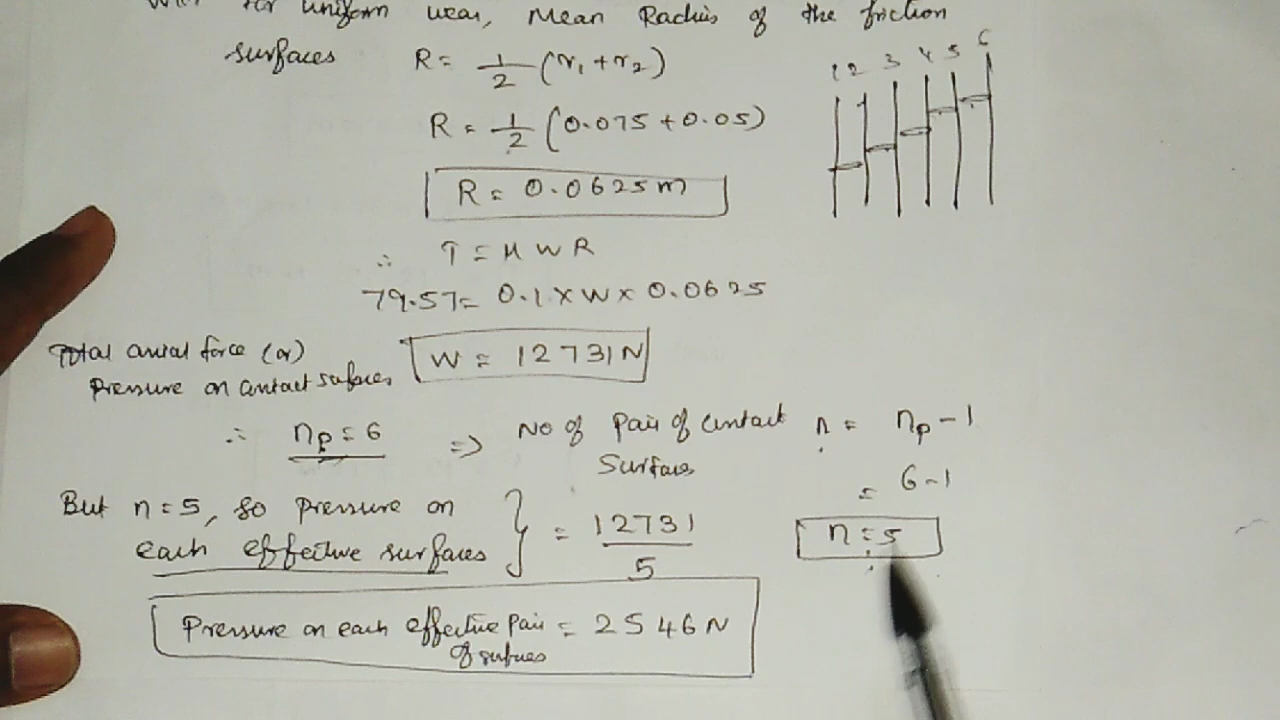 for uniform wear, Mean Radius of the friction
surfaces R = 1/2 (r1 + r2)
1 2 3 4 5 6
R = 1/2 (0.075 + 0.05)
R = 0.0625 m
∴ T = μ W R
79.57 = 0.1 × W × 0.0625
Total axial force (or) W = 12731 N
Pressure on contact surfaces
∴ np = 6 => No of Pair of Contact n = np - 1
Surfaces
= 6 - 1
But n = 5, So Pressure on } = 12731/5 n = 5
each effective surfaces
Pressure on each effective Pair = 2546 N
of surfaces